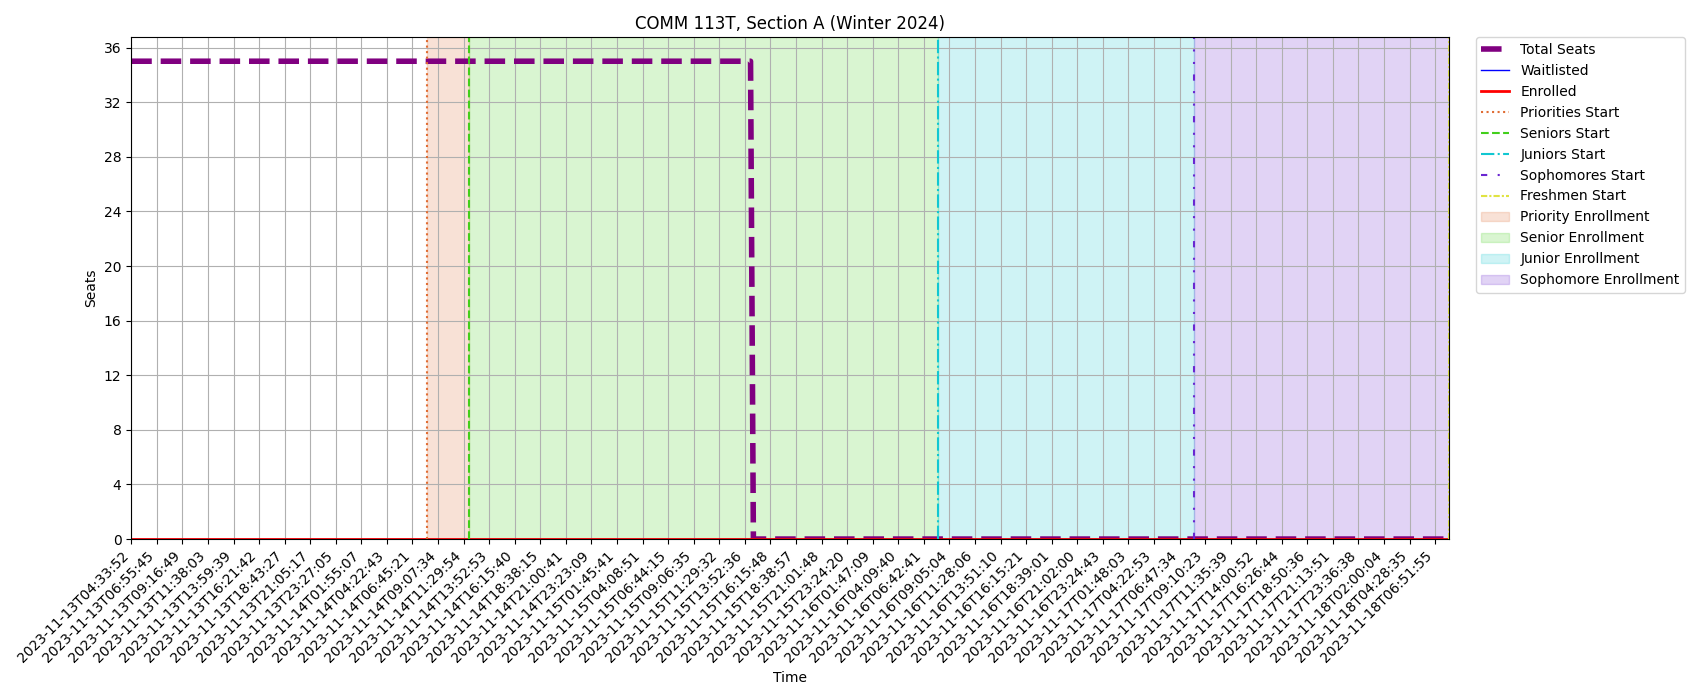 COMM 113T, Section A (Winter 2024)
36
32
28
24
20
16
12
8
4
0
Seats
2023-11-13T04:33:52
2023-11-13T06:55:45
2023-11-13T09:16:49
2023-11-13T11:38:03
2023-11-13T13:59:39
2023-11-13T16:21:42
2023-11-13T18:43:27
2023-11-13T21:05:17
2023-11-13T23:27:05
2023-11-14T01:55:07
2023-11-14T04:22:43
2023-11-14T06:45:21
2023-11-14T09:07:34
2023-11-14T11:29:54
2023-11-14T13:52:53
2023-11-14T16:15:40
2023-11-14T18:38:15
2023-11-14T21:00:41
2023-11-14T23:23:09
2023-11-15T01:45:41
2023-11-15T04:08:51
2023-11-15T06:44:15
2023-11-15T09:06:35
2023-11-15T11:29:32
2023-11-15T13:52:36
2023-11-15T16:15:48
2023-11-15T18:38:57
2023-11-15T21:01:48
2023-11-15T23:24:20
2023-11-16T01:47:09
2023-11-16T04:09:40
2023-11-16T06:42:41
2023-11-16T09:05:04
2023-11-16T11:28:06
2023-11-16T13:51:10
2023-11-16T16:15:21
2023-11-16T18:39:01
2023-11-16T21:02:00
2023-11-16T23:24:43
2023-11-17T01:48:03
2023-11-17T04:22:53
2023-11-17T06:47:34
2023-11-17T09:10:23
2023-11-17T11:35:39
2023-11-17T14:00:52
2023-11-17T16:26:44
2023-11-17T18:50:36
2023-11-17T21:13:51
2023-11-17T23:36:38
2023-11-18T02:00:04
2023-11-18T04:28:35
2023-11-18T06:51:55
Time
Total Seats
Waitlisted
Enrolled
Priorities Start
Seniors Start
Juniors Start
Sophomores Start
Freshmen Start
Priority Enrollment
Senior Enrollment
Junior Enrollment
Sophomore Enrollment